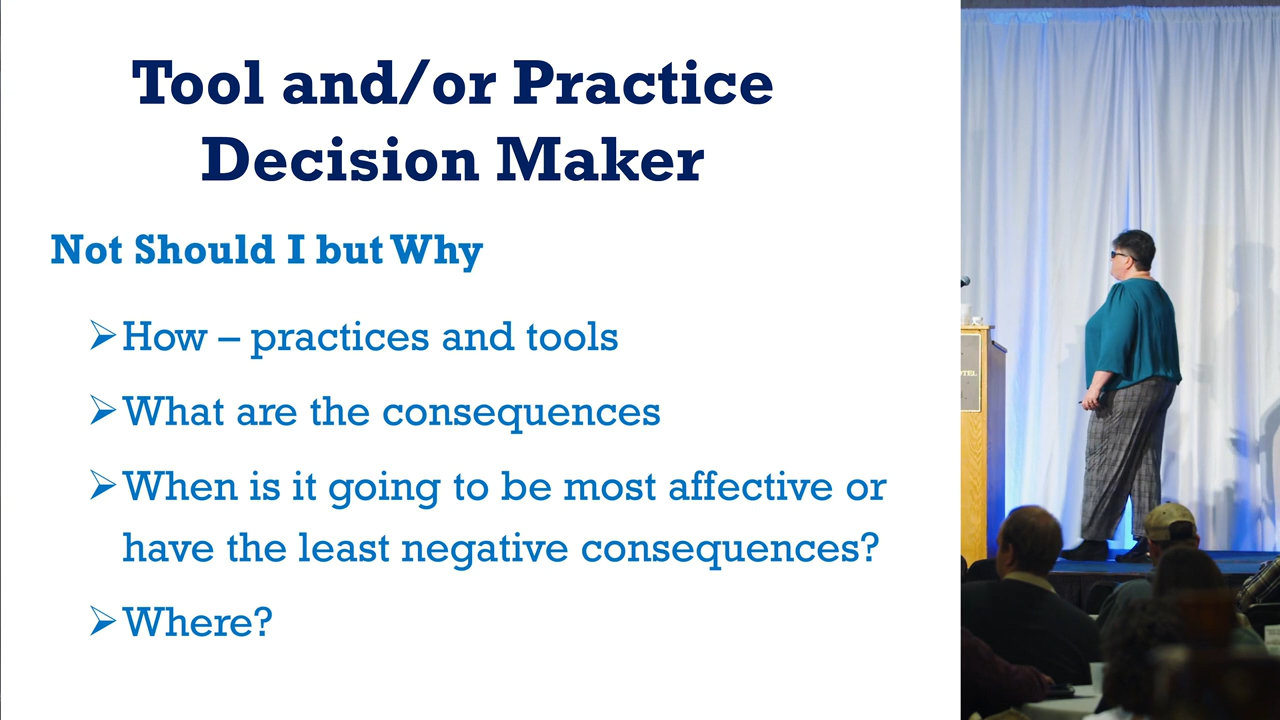 Tool and/or Practice
Decision Maker
Not Should I but Why
➢How – practices and tools
➢What are the consequences
➢When is it going to be most affective or
have the least negative consequences?
➢Where?